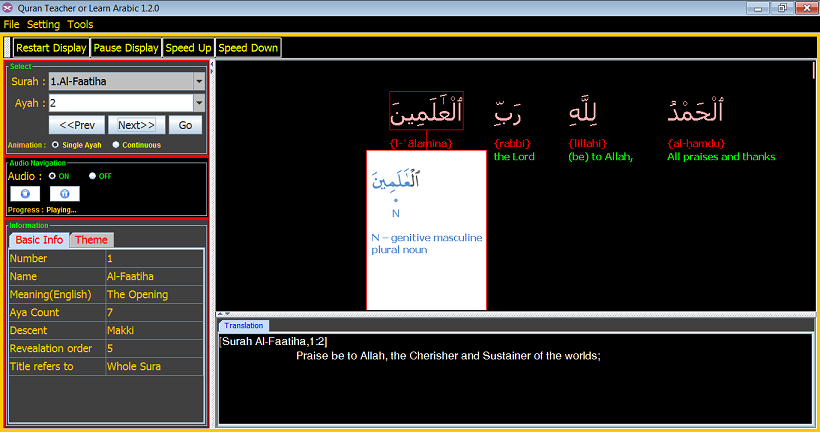 Quran Teacher or Learn Arabic 1.2.0
File Setting Tools
Restart Display Pause Display Speed Up Speed Down
Select
Surah : 1.Al-Faatiha
Ayah : 2
<<Prev Next>> Go
Animation : Single Ayah Continuous
Audio Navigation
Audio : ON OFF
Progress : Playing...
Information
Basic Info Theme
Number 1
Name Al-Faatiha
Meaning(English) The Opening
Aya Count 7
Descent Makki
Revealation order 5
Title refers to Whole Sura
ٱلْحَمْدُ لِلَّهِ رَبِّ ٱلْعَٰلَمِينَ
{l-ʿālamīna} {rabbi} {lillahi} {al-ḥamdu}
the Lord (be) to Allah, All praises and thanks
ٱلْعَٰلَمِينَ
N
N – genitive masculine
plural noun
Translation
[Surah Al-Faatiha,1:2]
Praise be to Allah, the Cherisher and Sustainer of the worlds;